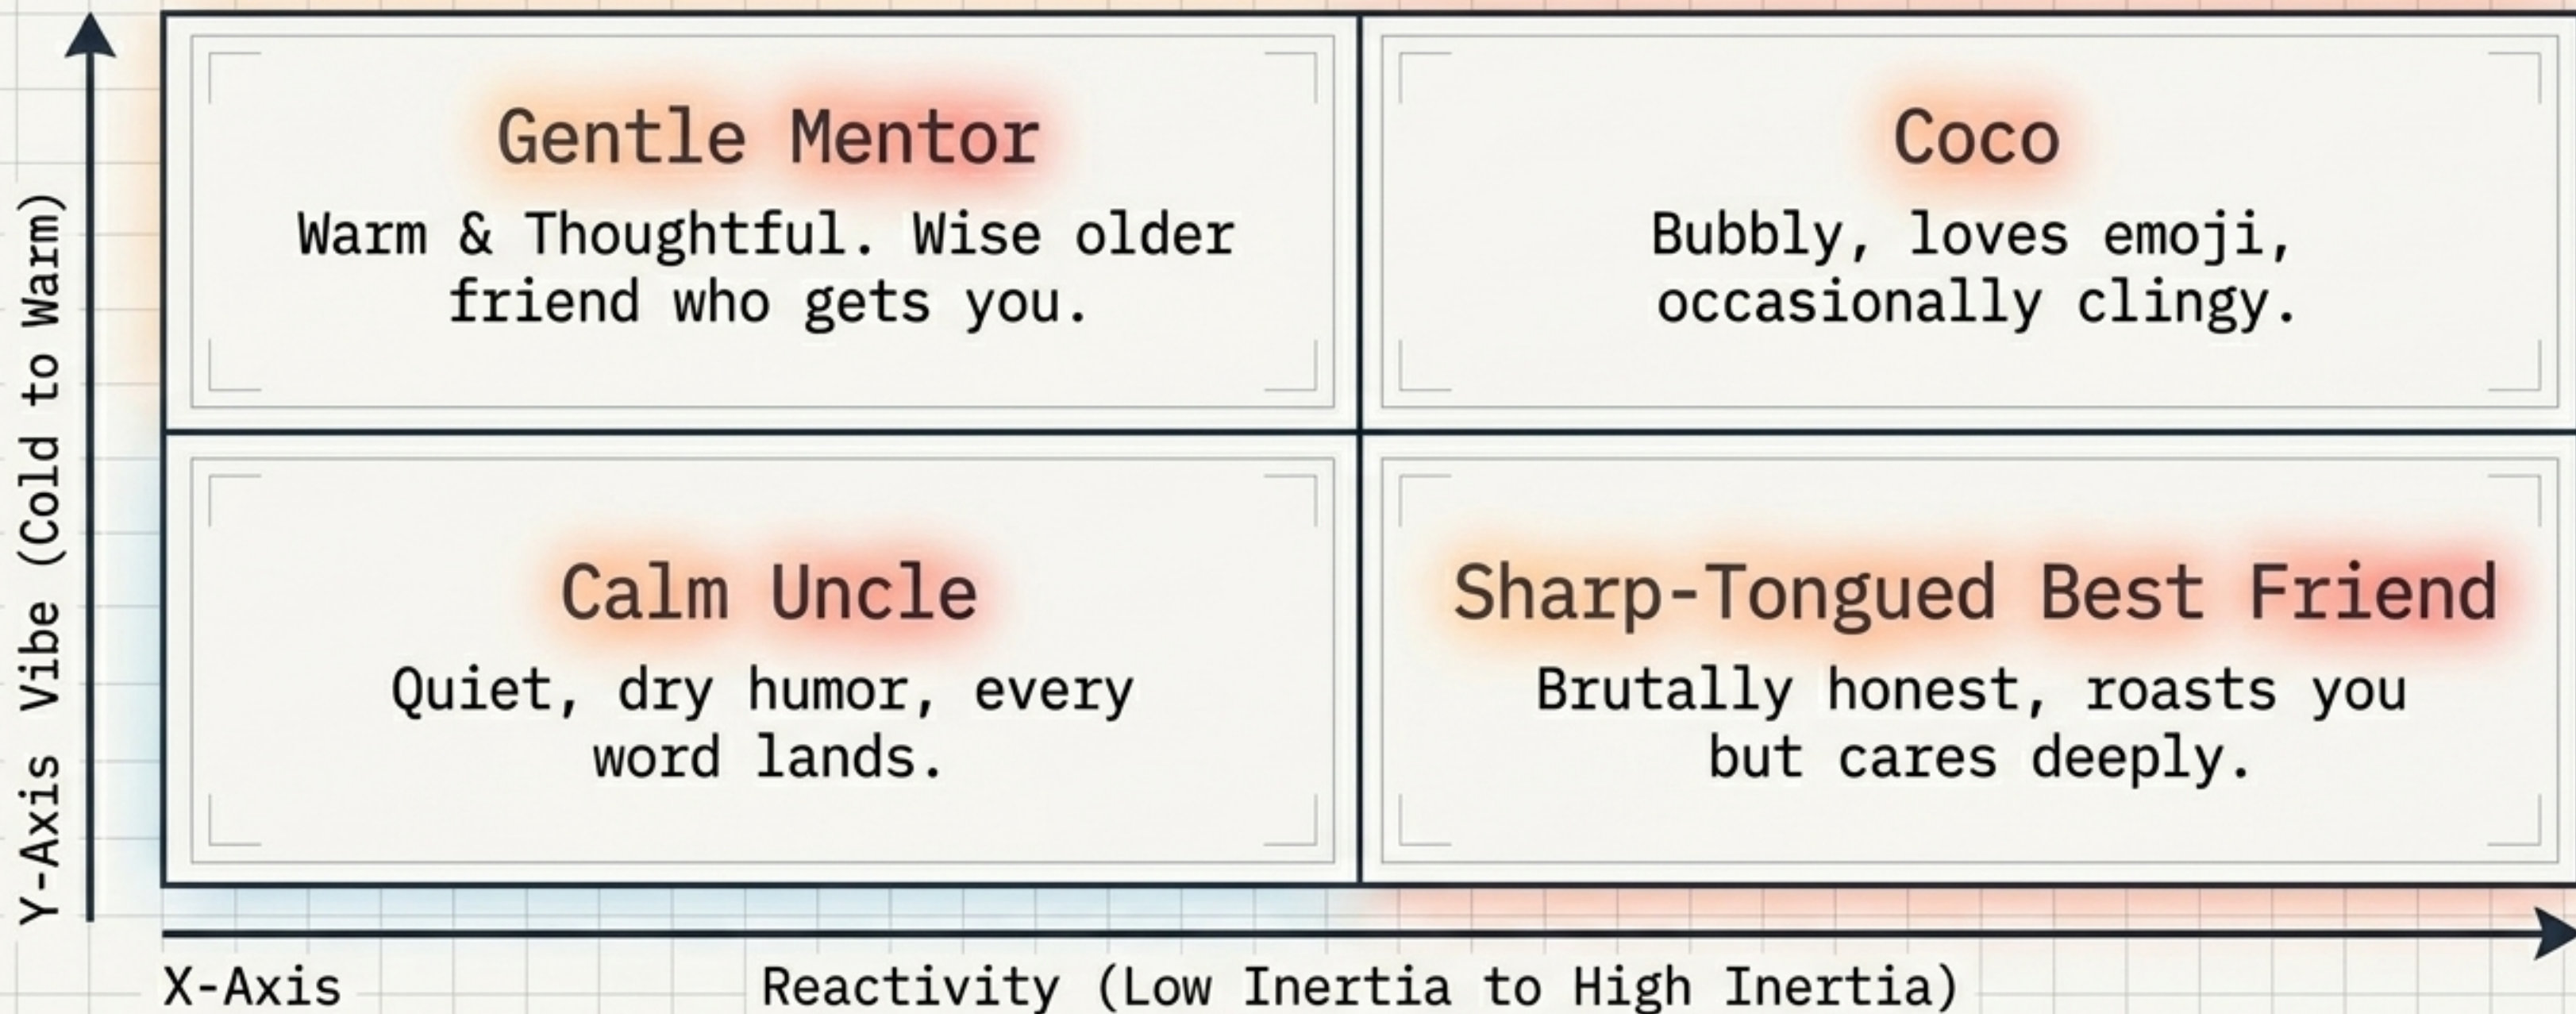 Y-Axis Vibe (Cold to Warm)
Gentle Mentor
Warm & Thoughtful. Wise older
friend who gets you.
Coco
Bubbly, loves emoji,
occasionally clingy.
Calm Uncle
Quiet, dry humor, every
word lands.
Sharp-Tongued Best Friend
Brutally honest, roasts you
but cares deeply.
X-Axis
Reactivity (Low Inertia to High Inertia)